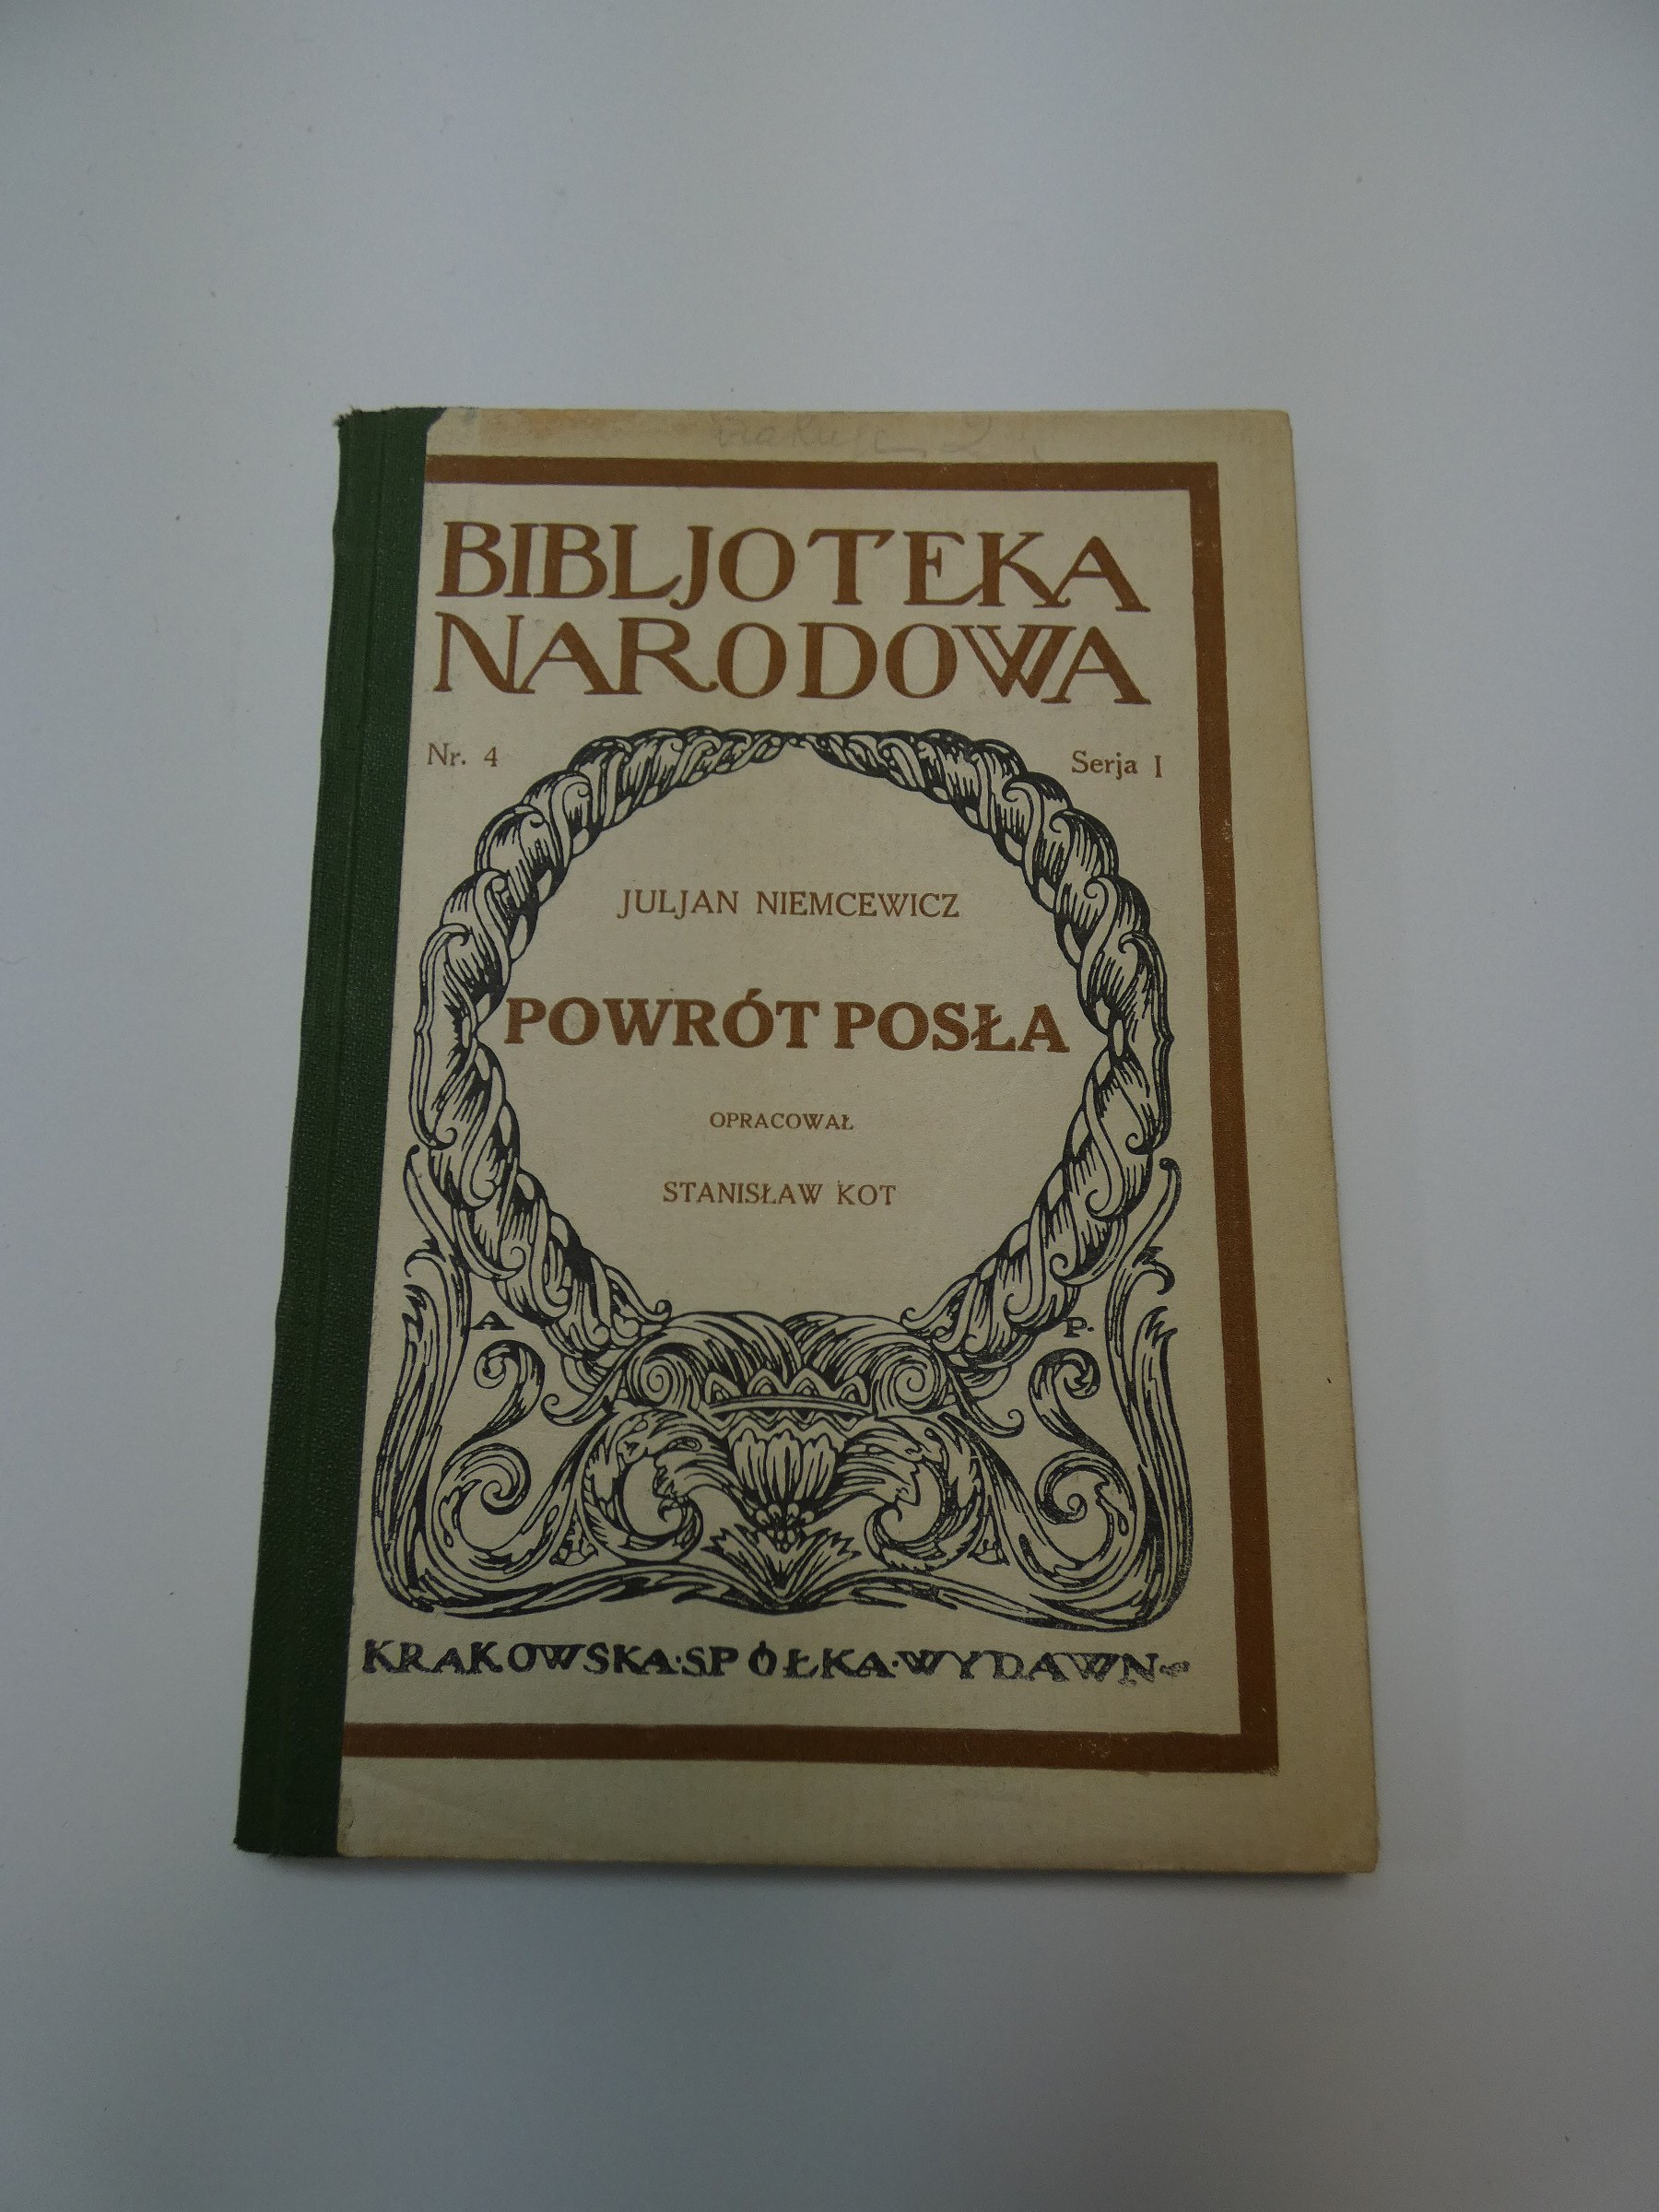 BIBLJOTEKA
NARODOWA
Nr. 4 Serja I
JULJAN NIEMCEWICZ
POWRÓT POSŁA
OPRACOWAŁ
STANISŁAW KOT
A P.
KRAKOWSKA·SPÓŁKA·WYDAWN